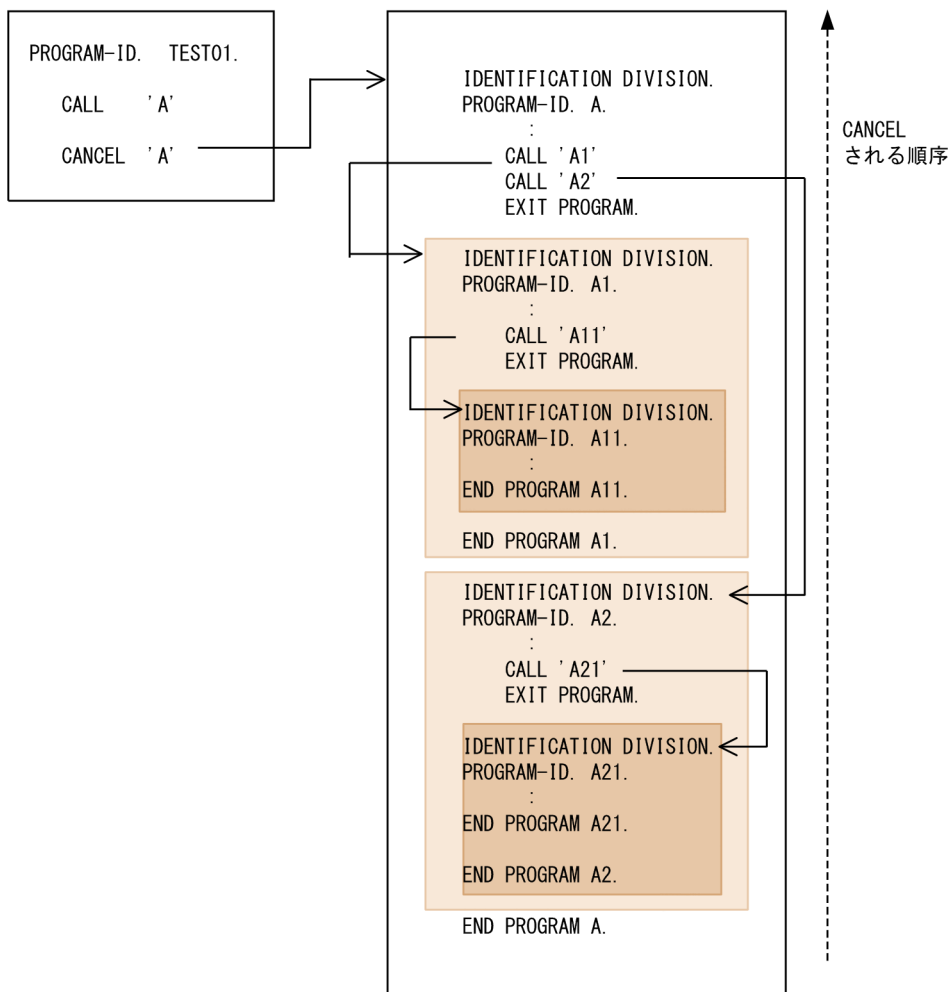 PROGRAM-ID. TEST01.
CALL 'A'
CANCEL 'A'
IDENTIFICATION DIVISION.
PROGRAM-ID. A.
:
CALL 'A1'
CALL 'A2'
EXIT PROGRAM.
IDENTIFICATION DIVISION.
PROGRAM-ID. A1.
:
CALL 'A11'
EXIT PROGRAM.
IDENTIFICATION DIVISION.
PROGRAM-ID. A11.
:
END PROGRAM A11.
END PROGRAM A1.
IDENTIFICATION DIVISION.
PROGRAM-ID. A2.
:
CALL 'A21'
EXIT PROGRAM.
IDENTIFICATION DIVISION.
PROGRAM-ID. A21.
:
END PROGRAM A21.
END PROGRAM A2.
END PROGRAM A.
CANCEL
される順序